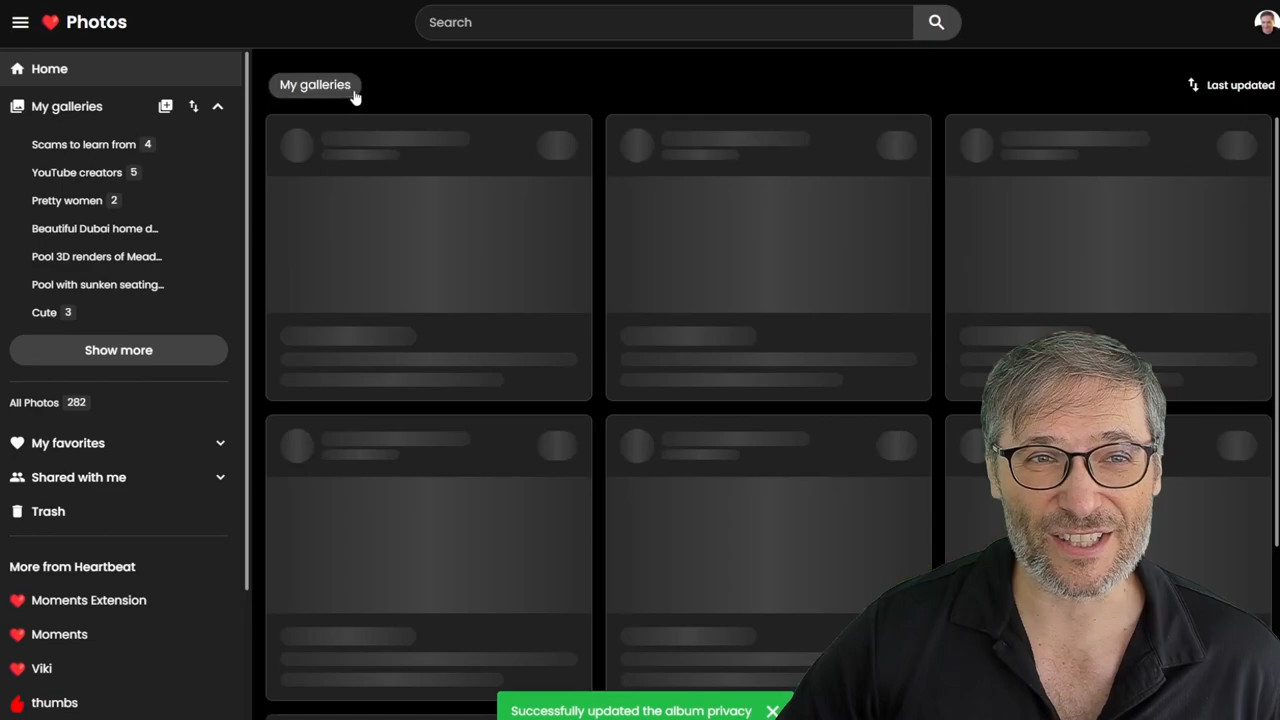 Photos
Search
Home
My galleries
Last updated
My galleries
Scams to learn from 4
YouTube creators 5
Pretty women 2
Beautiful Dubai home d...
Pool 3D renders of Mead...
Pool with sunken seating...
Cute 3
Show more
All Photos 282
My favorites
Shared with me
Trash
More from Heartbeat
Moments Extension
Moments
Viki
thumbs
Successfully updated the album privacy